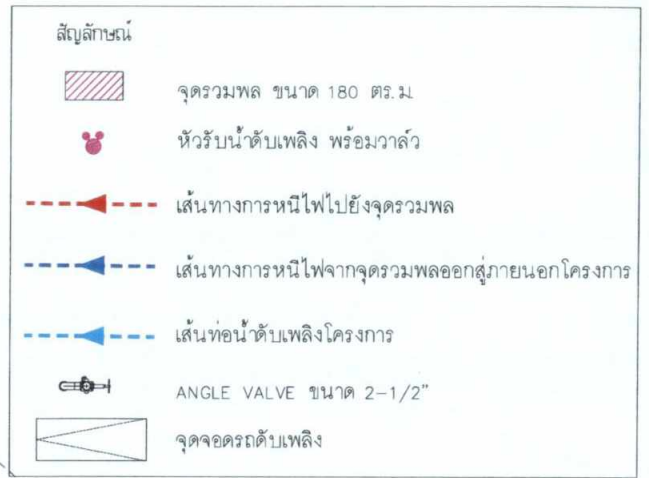 สัญลักษณ์
จุดรวมพล ขนาด 180 ตร.ม.
หัวรับน้ำดับเพลิง พร้อมวาล์ว
เส้นทางการหนีไฟไปยังจุดรวมพล
เส้นทางการหนีไฟจากจุดรวมพลออกสู่ภายนอกโครงการ
เส้นท่อน้ำดับเพลิงโครงการ
ANGLE VALVE ขนาด 2-1/2"
จุดจอดรถดับเพลิง